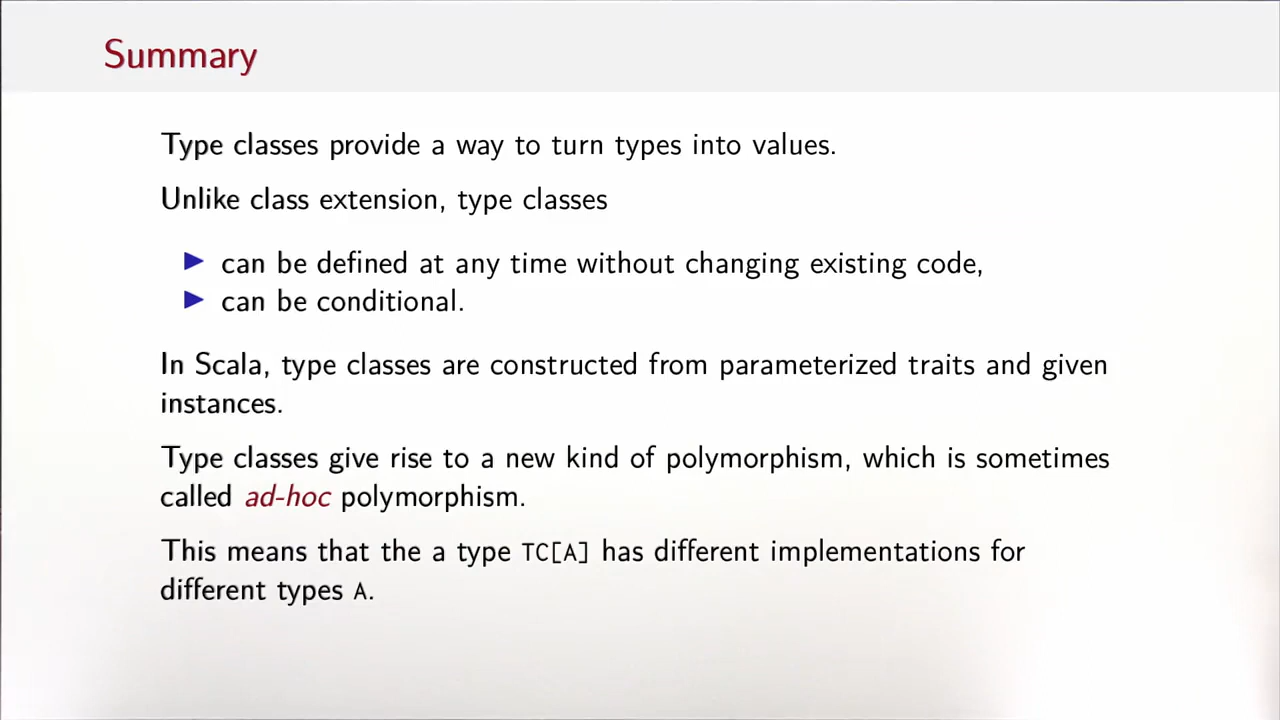 Summary
Type classes provide a way to turn types into values.
Unlike class extension, type classes
▶ can be defined at any time without changing existing code,
▶ can be conditional.
In Scala, type classes are constructed from parameterized traits and given
instances.
Type classes give rise to a new kind of polymorphism, which is sometimes
called ad-hoc polymorphism.
This means that the a type TC[A] has different implementations for
different types A.